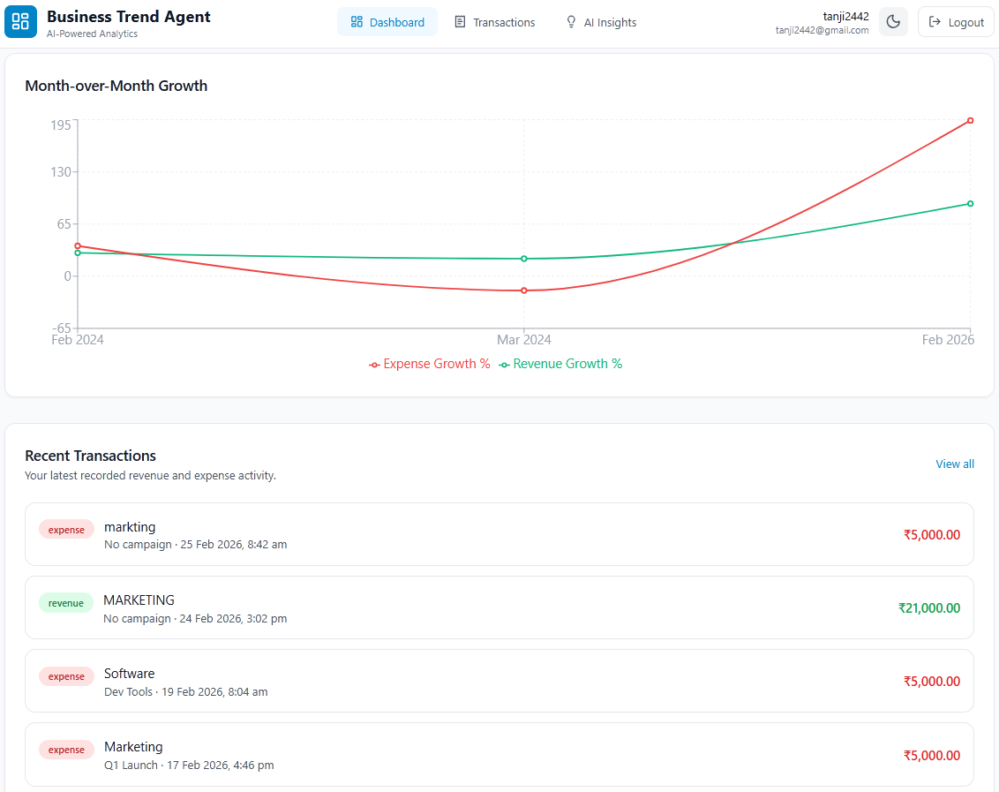 Business Trend Agent
AI-Powered Analytics
Dashboard
Transactions
AI Insights
tanji2442
tanji2442@gmail.com
Logout
Month-over-Month Growth
195
130
65
0
-65
Feb 2024
Mar 2024
Feb 2026
Expense Growth %
Revenue Growth %
Recent Transactions
Your latest recorded revenue and expense activity.
View all
expense
markting
No campaign · 25 Feb 2026, 8:42 am
₹5,000.00
revenue
MARKETING
No campaign · 24 Feb 2026, 3:02 pm
₹21,000.00
expense
Software
Dev Tools · 19 Feb 2026, 8:04 am
₹5,000.00
expense
Marketing
Q1 Launch · 17 Feb 2026, 4:46 pm
₹5,000.00